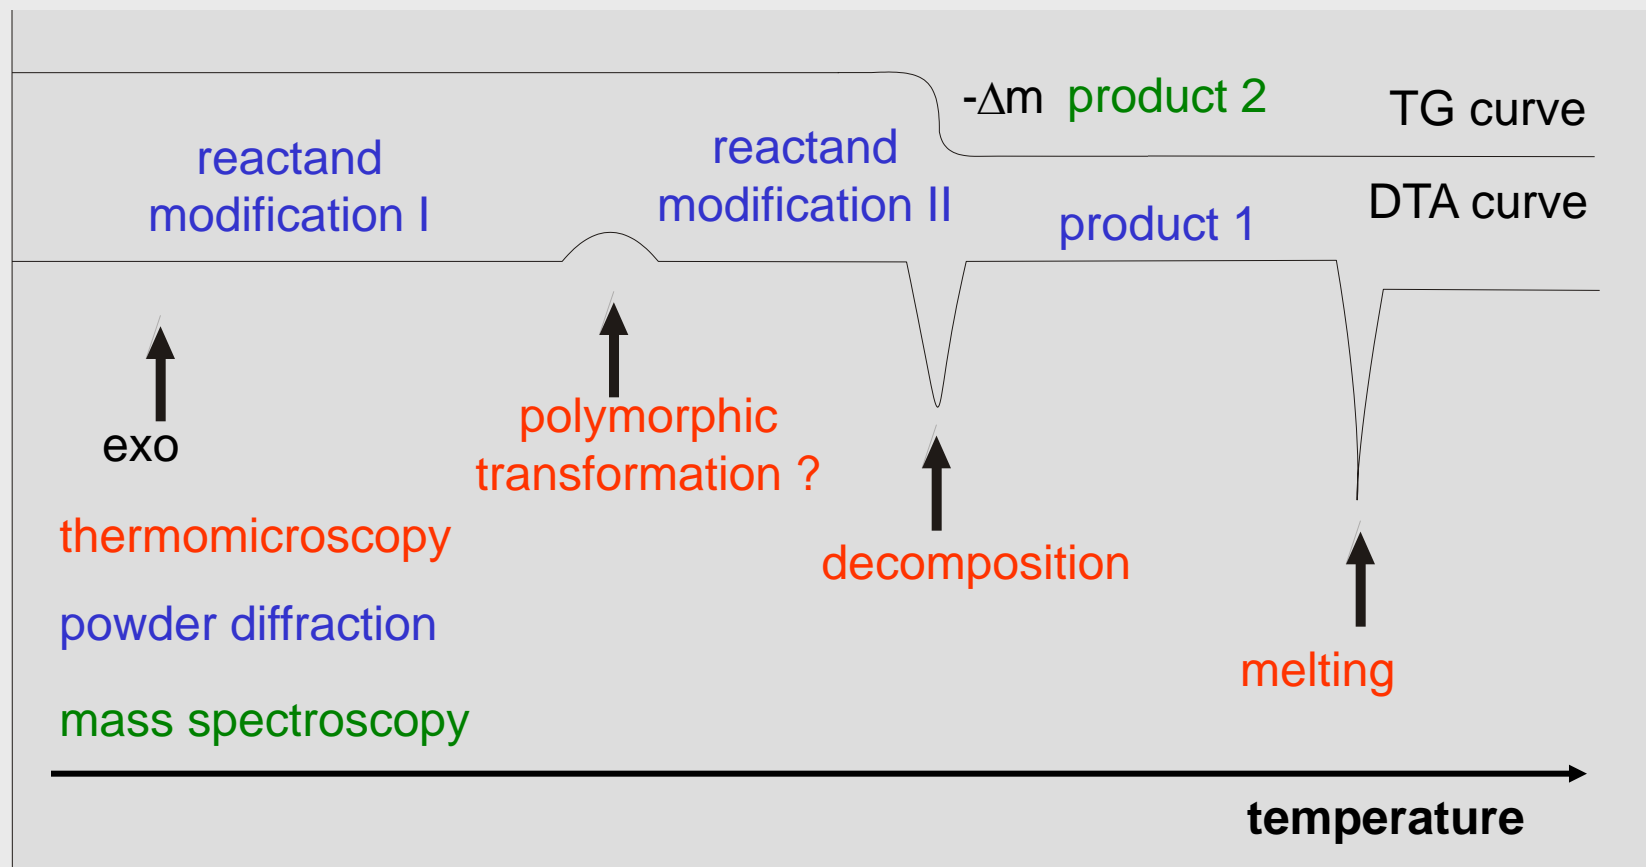 -Δm product 2
TG curve
reactand
modification I
reactand
modification II
DTA curve
product 1
exo
polymorphic
transformation ?
thermomicroscopy
decomposition
powder diffraction
melting
mass spectroscopy
temperature